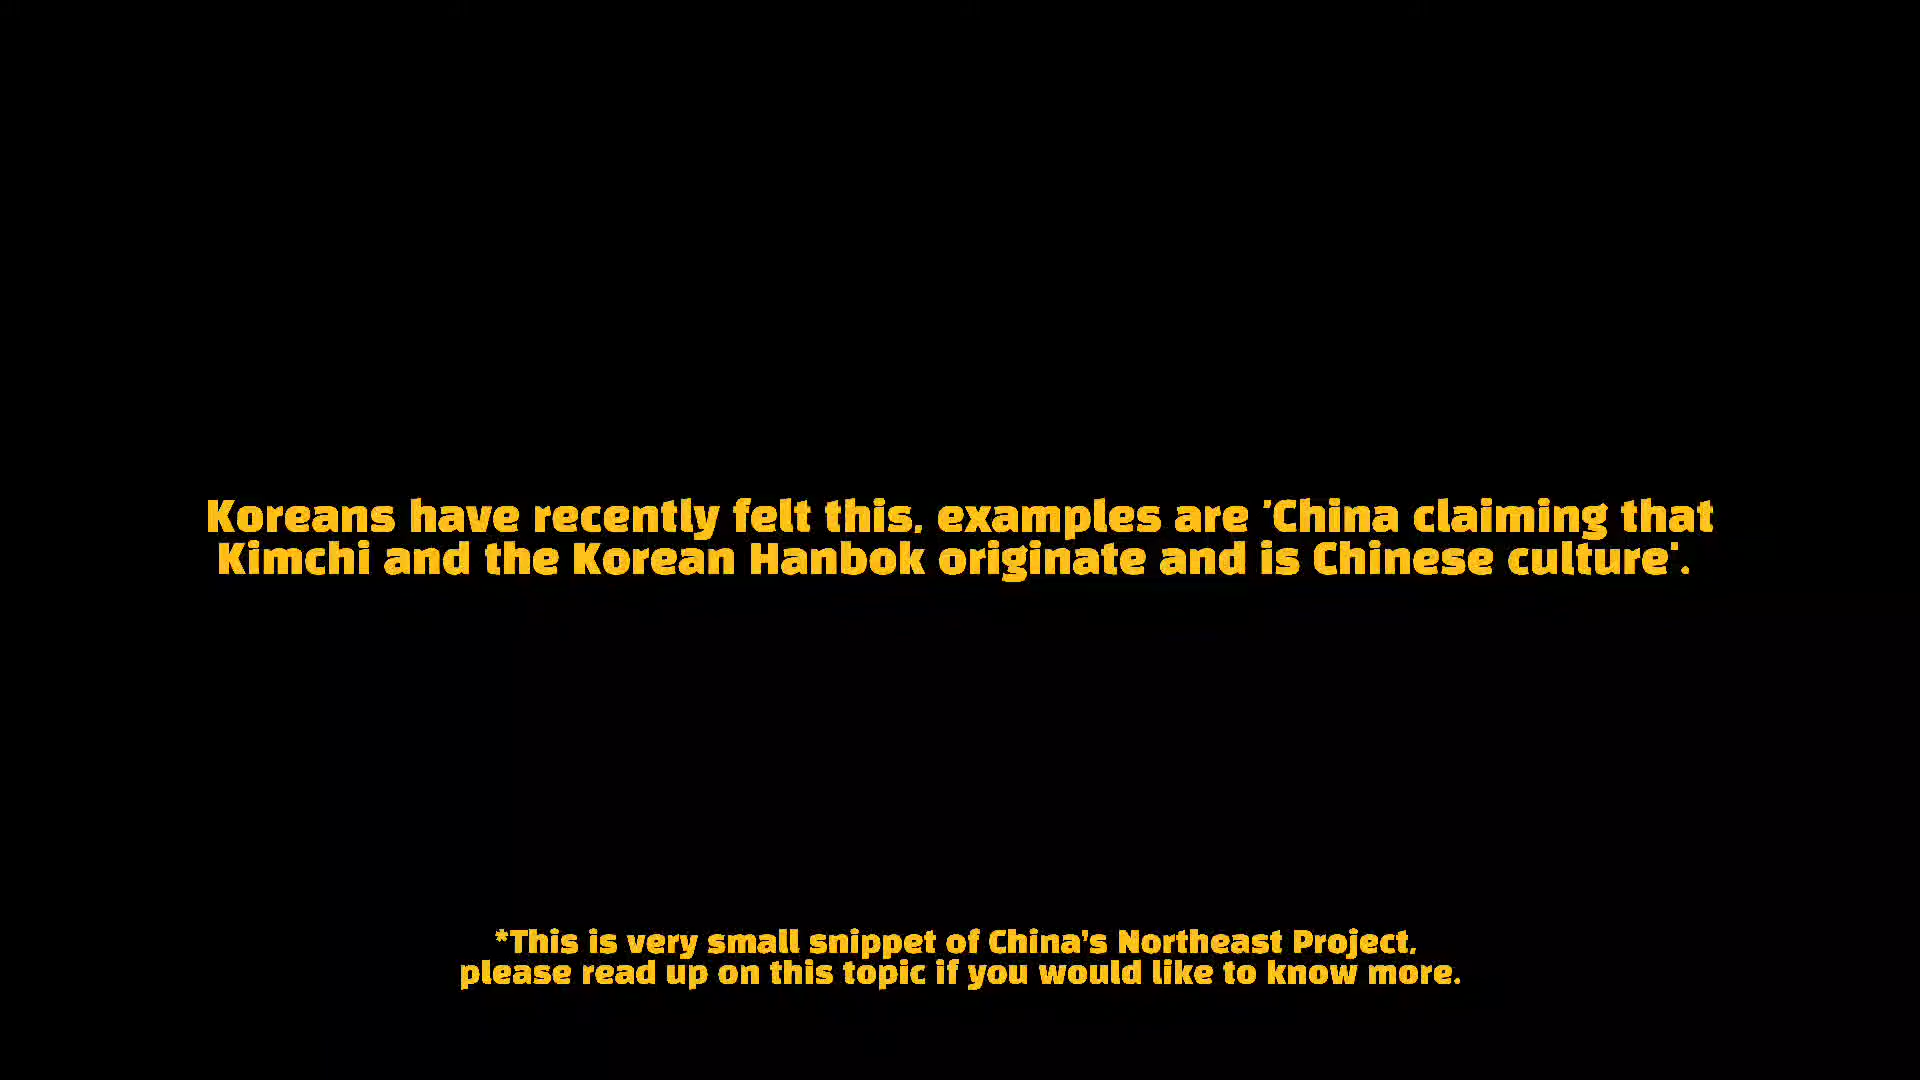 Koreans have recently felt this, examples are 'China claiming that
Kimchi and the Korean Hanbok originate and is Chinese culture'.
*This is very small snippet of China's Northeast Project,
please read up on this topic if you would like to know more.